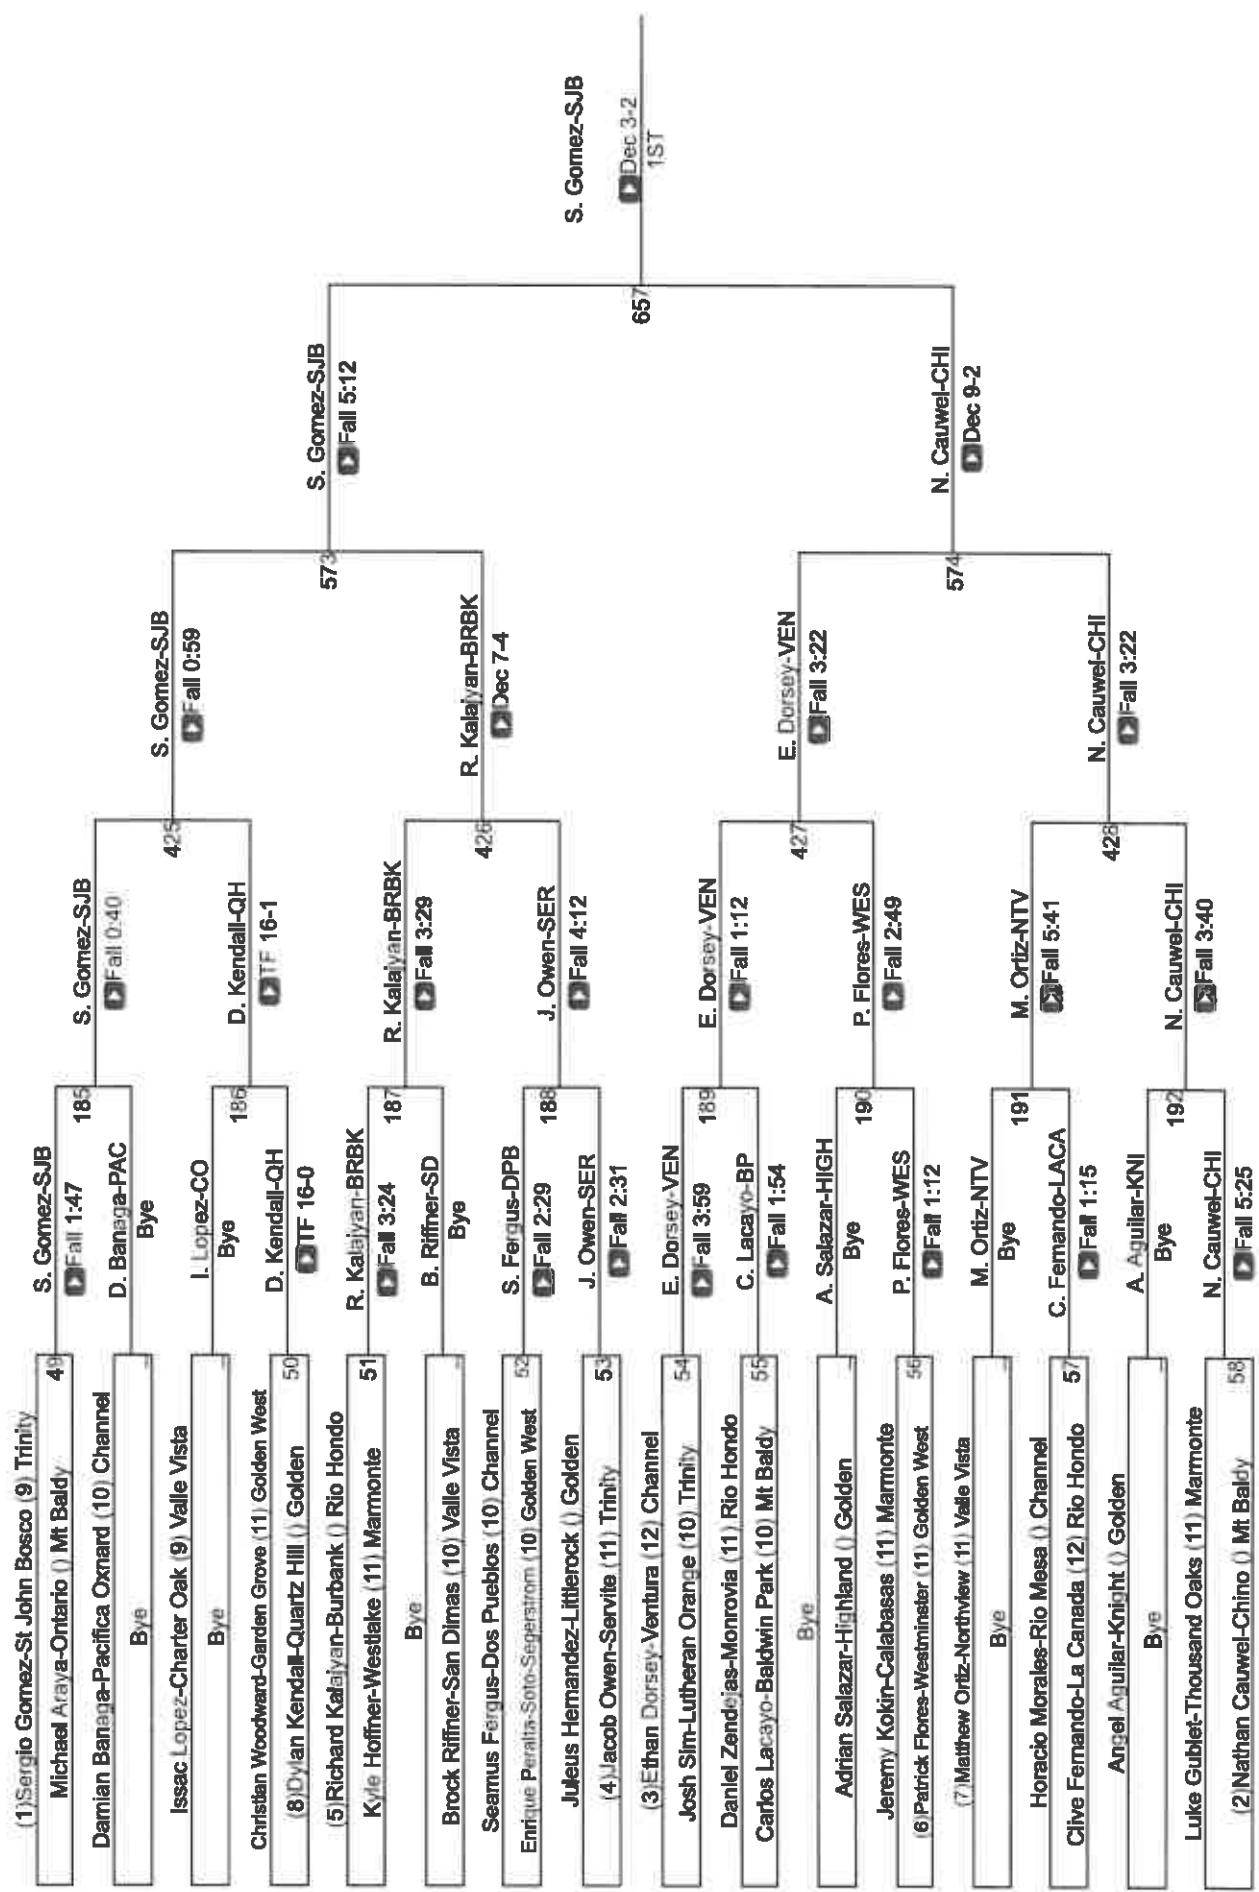 (1)Sergio Gomez-St John Bosco (9) Trinity
49
Michael Araya-Ontario () Mt Baldy
Damian Banaga-Pacifica Oxnard (10) Channel
Bye
Issac Lopez-Charter Oak (9) Valle Vista
Bye
Christian Woodward-Garden Grove (11) Golden West
50
(8)Dylan Kendall-Quartz Hill () Golden
(5)Richard Kalajyan-Burbank () Rio Hondo
51
Kyle Hoffner-Westlake (11) Marmonte
Bye
Brock Riffner-San Dimas (10) Valle Vista
Seamus Fergus-Dos Pueblos (10) Channel
52
Enrique Peralta-Soto-Segerstrom (10) Golden West
Juleus Hernandez-Littlerock () Golden
53
(4)Jacob Owen-Servite (11) Trinity
(3)Ethan Dorsey-Ventura (12) Channel
54
Josh Sim-Lutheran Orange (10) Trinity
Daniel Zendejas-Monrovia (11) Rio Hondo
55
Carlos Lacayo-Baldwin Park (10) Mt Baldy
Bye
Adrian Salazar-Highland () Golden
Jeremy Kokin-Calabasas (11) Marmonte
56
(6)Patrick Flores-Westminster (11) Golden West
(7)Matthew Ortiz-Northview (11) Valle Vista
Bye
Horacio Morales-Rio Mesa () Channel
57
Clive Fernando-La Canada (12) Rio Hondo
Angel Aguilar-Knight () Golden
Bye
Luke Gublet-Thousand Oaks (11) Marmonte
58
(2)Nathan Cauwel-Chino () Mt Baldy
S. Gomez-SJB
Fall 1:47
185
D. Banaga-PAC
Bye
I. Lopez-CO
Bye
186
D. Kendall-QH
TF 16-0
R. Kalajyan-BRBK
Fall 3:24
187
B. Riffner-SD
Bye
S. Fergus-DPB
Fall 2:29
188
J. Owen-SER
Fall 2:31
E. Dorsey-VEN
Fall 3:59
189
C. Lacayo-BP
Fall 1:54
A. Salazar-HIGH
Bye
190
P. Flores-WES
Fall 1:12
M. Ortiz-NTV
Bye
191
C. Fernando-LACA
Fall 1:15
A. Aguilar-KNI
Bye
192
N. Cauwel-CHI
Fall 5:25
S. Gomez-SJB
Fall 0:40
425
D. Kendall-QH
TF 16-1
R. Kalajyan-BRBK
Fall 3:29
426
J. Owen-SER
Fall 4:12
E. Dorsey-VEN
Fall 1:12
427
P. Flores-WES
Fall 2:49
M. Ortiz-NTV
Fall 5:41
428
N. Cauwel-CHI
Fall 3:40
S. Gomez-SJB
Fall 0:59
573
R. Kalajyan-BRBK
Dec 7-4
E. Dorsey-VEN
Fall 3:22
574
N. Cauwel-CHI
Fall 3:22
S. Gomez-SJB
Fall 5:12
657
N. Cauwel-CHI
Dec 9-2
S. Gomez-SJB
Dec 3-2
1ST